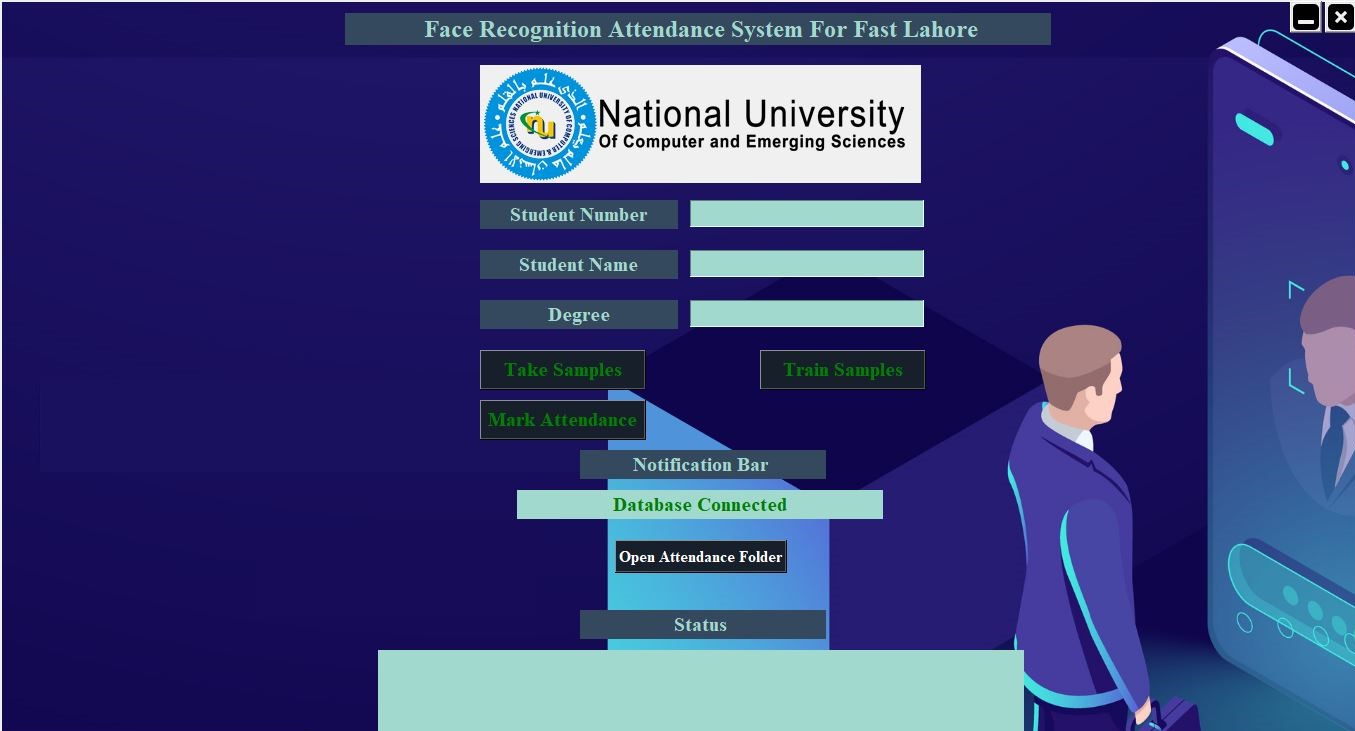 Face Recognition Attendance System For Fast Lahore
National University
Of Computer and Emerging Sciences
NATIONAL UNIVERSITY OF COMPUTER & EMERGING SCIENCES
nu
Student Number
Student Name
Degree
Take Samples
Train Samples
Mark Attendance
Notification Bar
Database Connected
Open Attendance Folder
Status